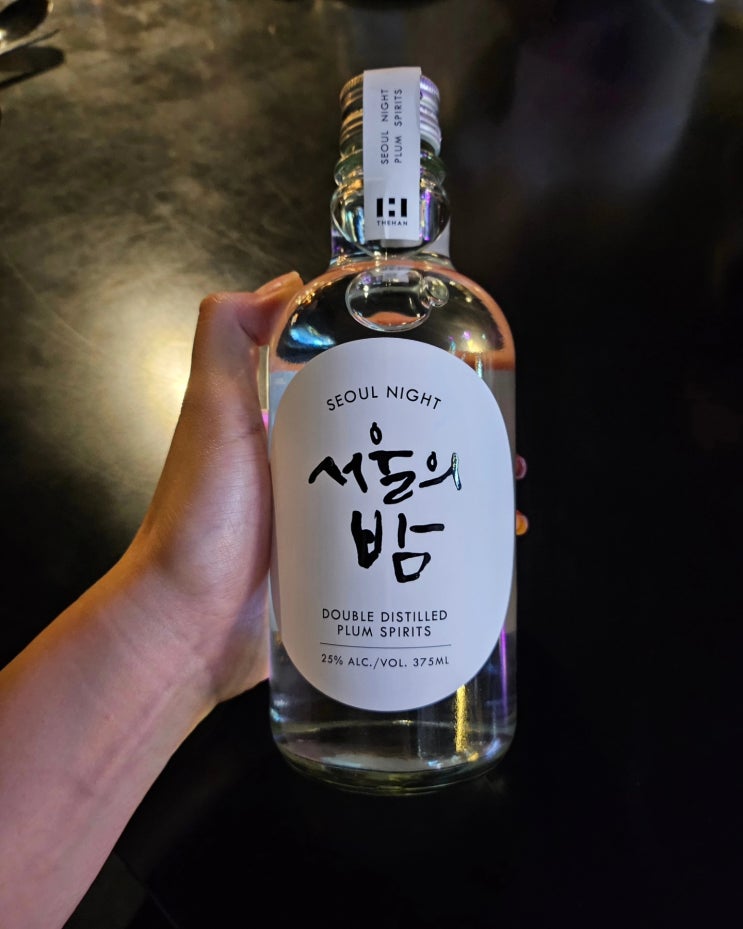 SEOUL NIGHT
PLUM SPIRITS
THEHAN
SEOUL NIGHT
서울의
밤
DOUBLE DISTILLED
PLUM SPIRITS
25% ALC./VOL. 375ML